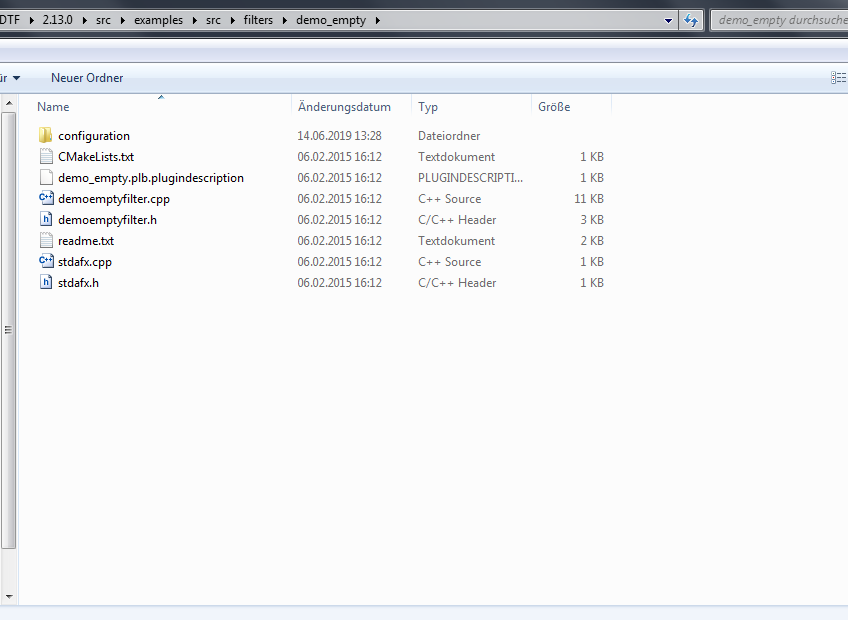 DTF 2.13.0 src examples src filters demo_empty demo_empty durchsuche
ür Neuer Ordner
Name Änderungsdatum Typ Größe
configuration 14.06.2019 13:28 Dateiordner
CMakeLists.txt 06.02.2015 16:12 Textdokument 1 KB
demo_empty.plb.plugindescription 06.02.2015 16:12 PLUGINDESCRIPTI... 1 KB
demoemptyfilter.cpp 06.02.2015 16:12 C++ Source 11 KB
demoemptyfilter.h 06.02.2015 16:12 C/C++ Header 3 KB
readme.txt 06.02.2015 16:12 Textdokument 2 KB
stdafx.cpp 06.02.2015 16:12 C++ Source 1 KB
stdafx.h 06.02.2015 16:12 C/C++ Header 1 KB